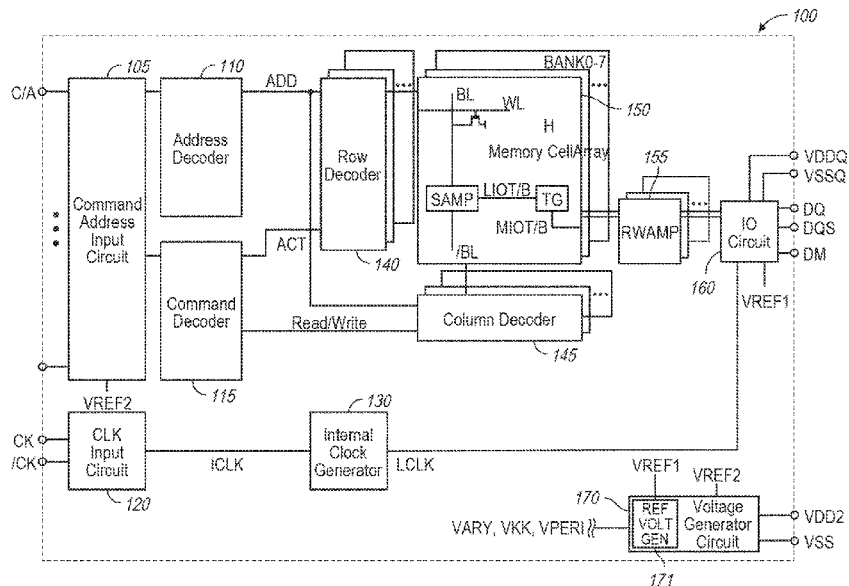 100
105
110
BANK0-7
C/A
ADD
150
BL
WL
H
Memory CellArray
Address
Decoder
Row
Decoder
155
VDDQ
VSSQ
Command
Address
Input
Circuit
SAMP
LIOT/B
TG
MIOT/B
RWAMP
IO
Circuit
DQ
DQS
DM
ACT
140
/BL
160
VREF1
Command
Decoder
Read/Write
Column Decoder
145
115
VREF2
130
CK
/CK
CLK
Input
Circuit
ICLK
Internal
Clock
Generator
LCLK
120
VREF1
VREF2
170
REF
VOLT
GEN
Voltage
Generator
Circuit
VARY, VKK, VPERI
VDD2
VSS
171